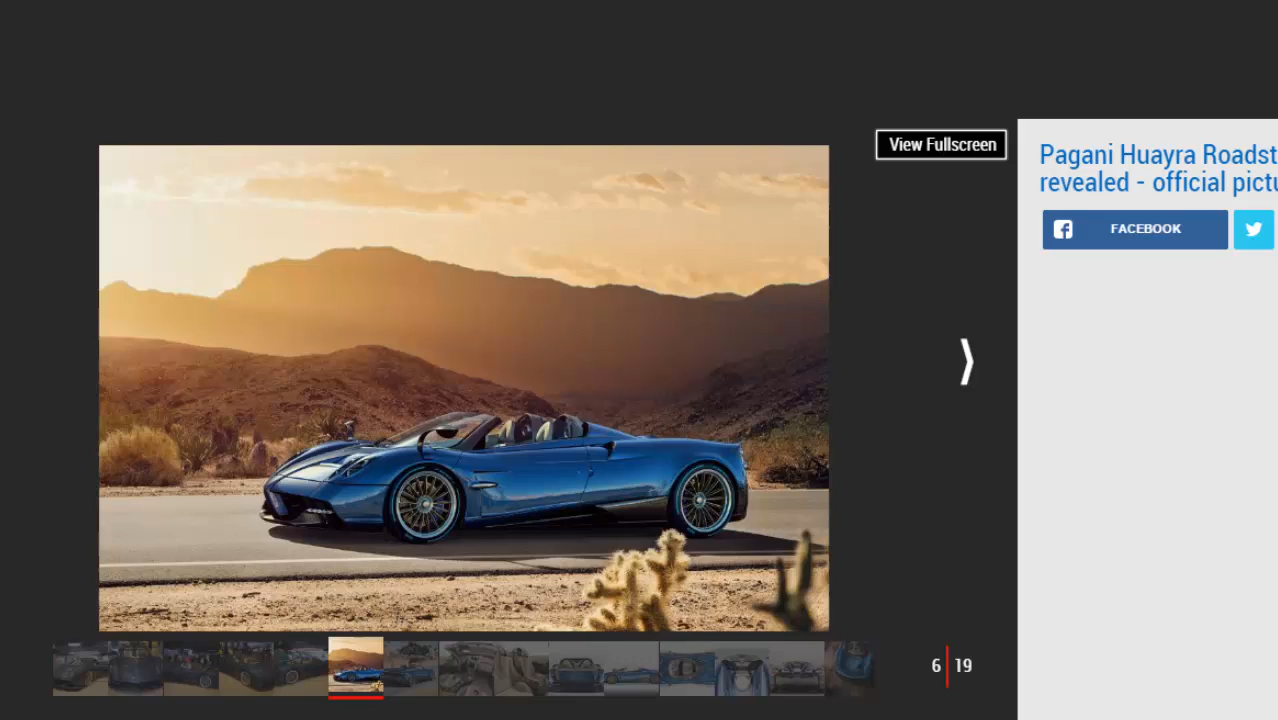 View Fullscreen
Pagani Huayra Roadst
revealed - official pictu
FACEBOOK
6 19